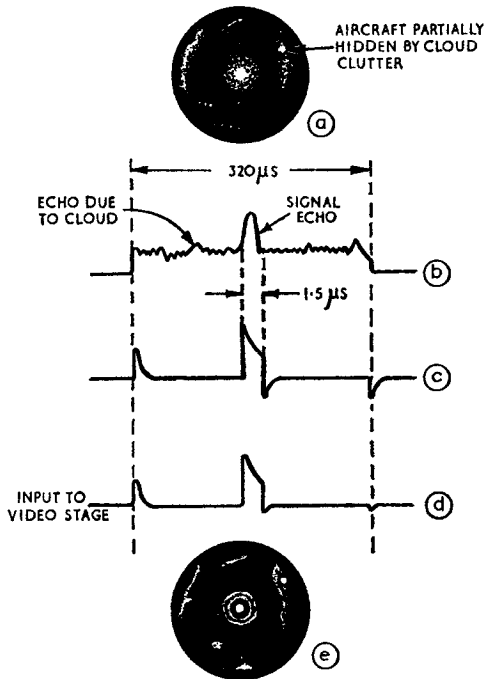 AIRCRAFT PARTIALLY
HIDDEN BY CLOUD
CLUTTER
a
320µS
ECHO DUE
TO CLOUD
SIGNAL
ECHO
b
1·5 µS
c
INPUT TO
VIDEO STAGE
d
e